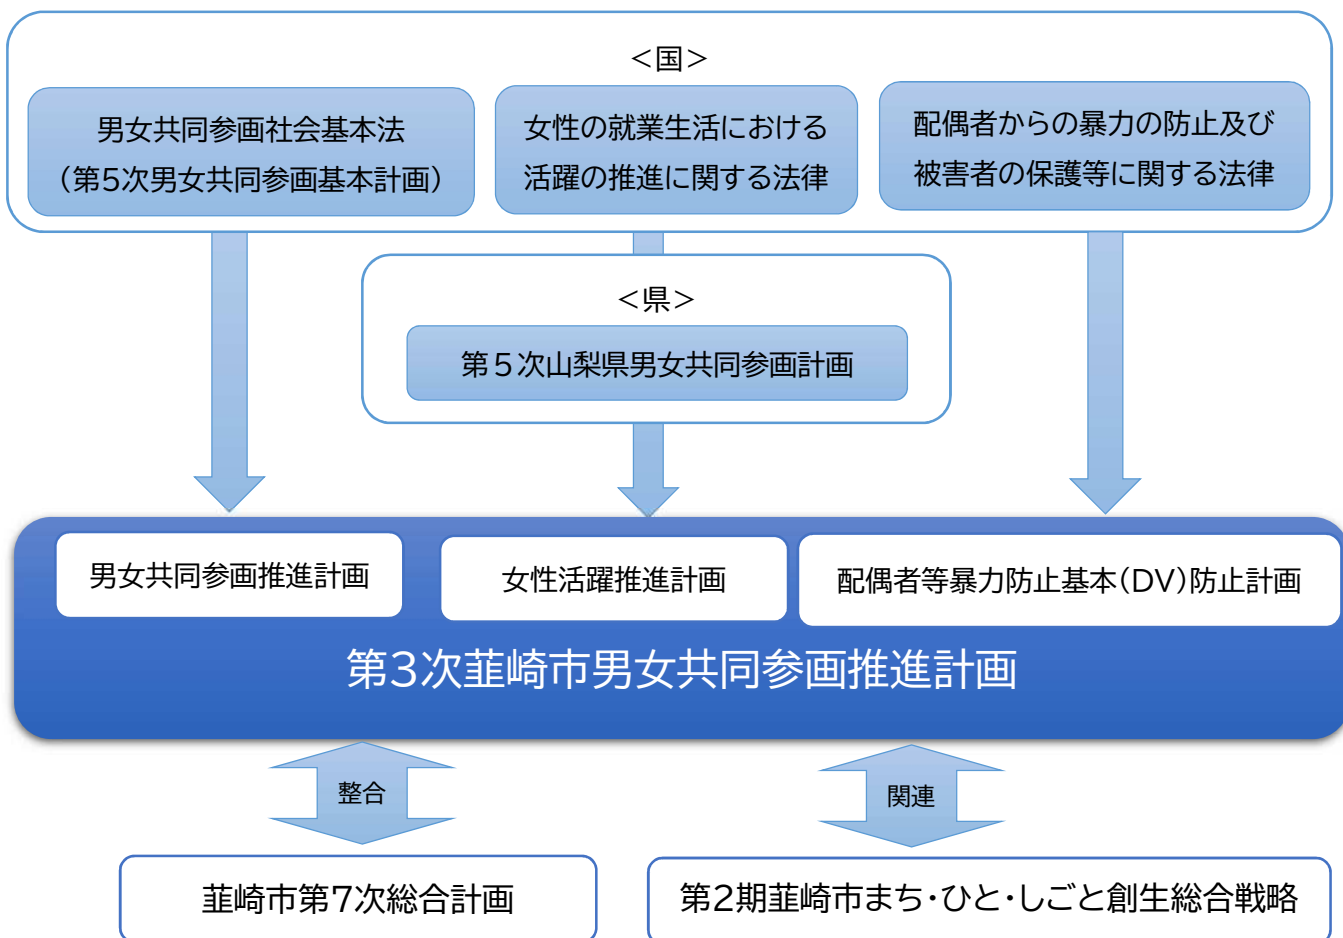 ＜国＞
男女共同参画社会基本法
（第5次男女共同参画基本計画）
女性の就業生活における
活躍の推進に関する法律
配偶者からの暴力の防止及び
被害者の保護等に関する法律
＜県＞
第５次山梨県男女共同参画計画
男女共同参画推進計画
女性活躍推進計画
配偶者等暴力防止基本(DV)防止計画
第3次韮崎市男女共同参画推進計画
整合
関連
韮崎市第7次総合計画
第2期韮崎市まち･ひと･しごと創生総合戦略